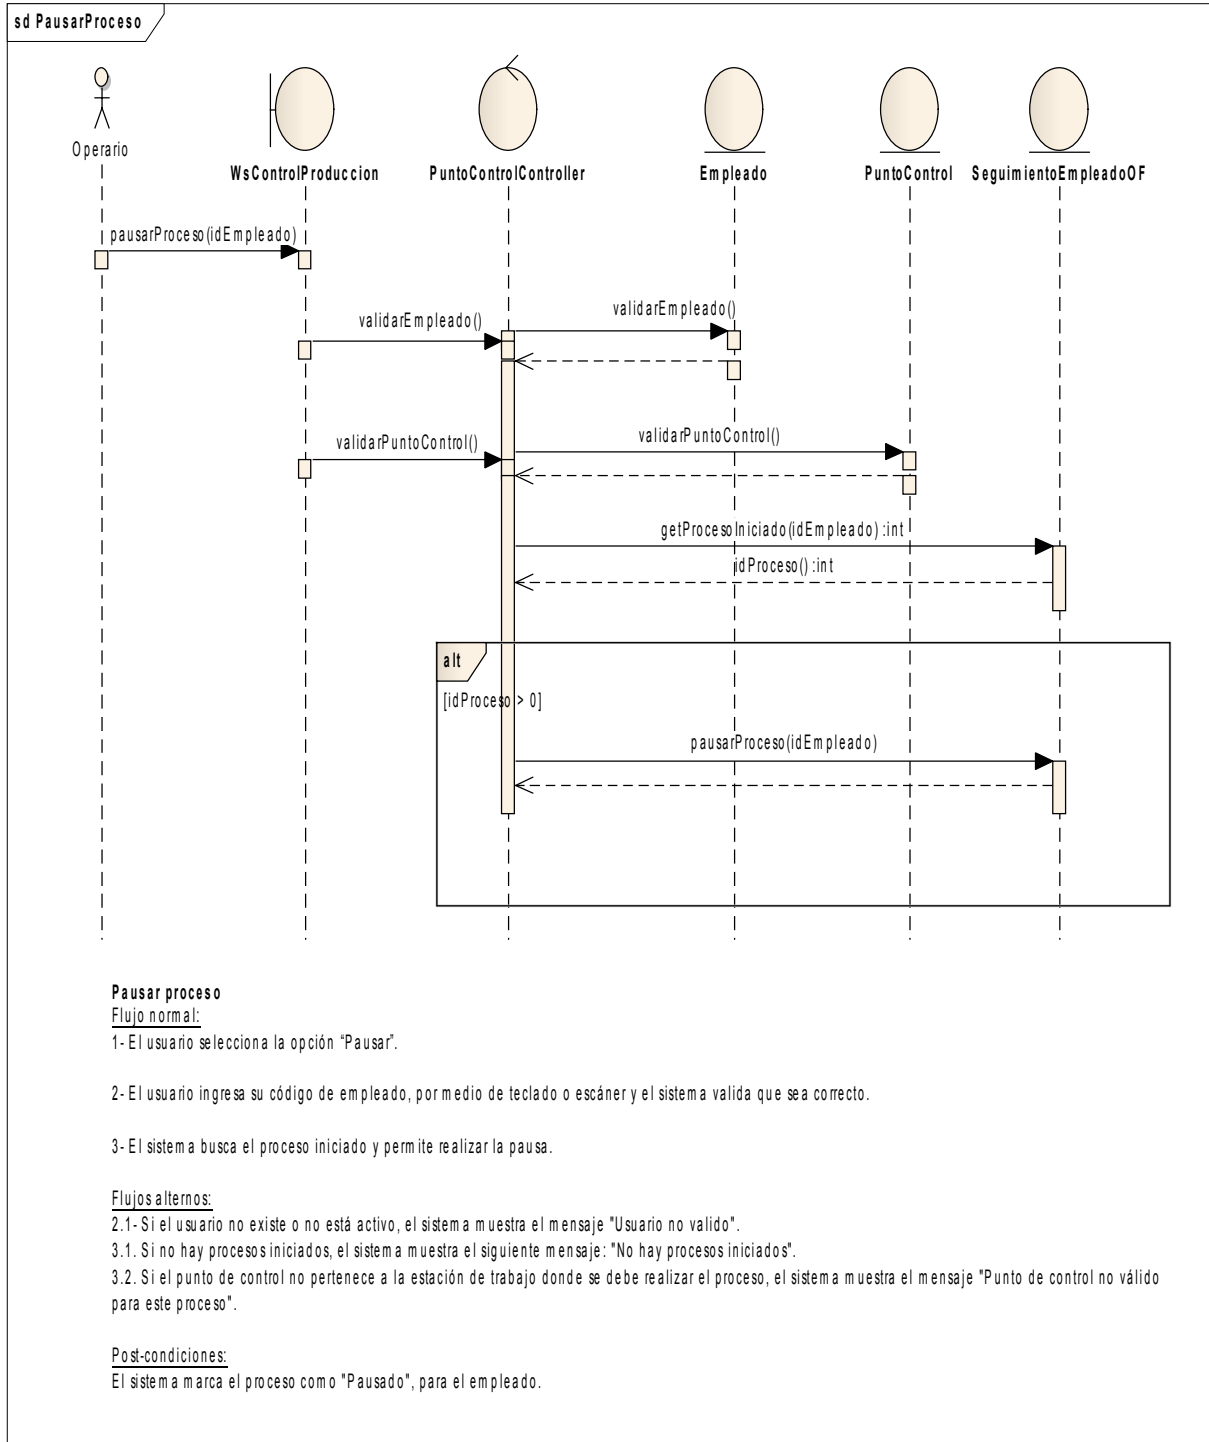 sd PausarProceso
Operario
WsControlProduccion
PuntoControlController
Empleado
PuntoControl
SeguimientoEmpleadoOF
pausarProceso(idEmpleado)
validarEmpleado()
validarEmpleado()
validarPuntoControl()
validarPuntoControl()
getProcesoIniciado(idEmpleado) :int
idProceso() :int
alt
[idProceso > 0]
pausarProceso(idEmpleado)
Pausar proceso
Flujo normal:
1- El usuario selecciona la opción “Pausar”.
2- El usuario ingresa su código de empleado, por medio de teclado o escáner y el sistema valida que sea correcto.
3- El sistema busca el proceso iniciado y permite realizar la pausa.
Flujos alternos:
2.1- Si el usuario no existe o no está activo, el sistema muestra el mensaje "Usuario no valido".
3.1. Si no hay procesos iniciados, el sistema muestra el siguiente mensaje: "No hay procesos iniciados".
3.2. Si el punto de control no pertenece a la estación de trabajo donde se debe realizar el proceso, el sistema muestra el mensaje "Punto de control no válido
para este proceso".
Post-condiciones:
El sistema marca el proceso como "Pausado", para el empleado.